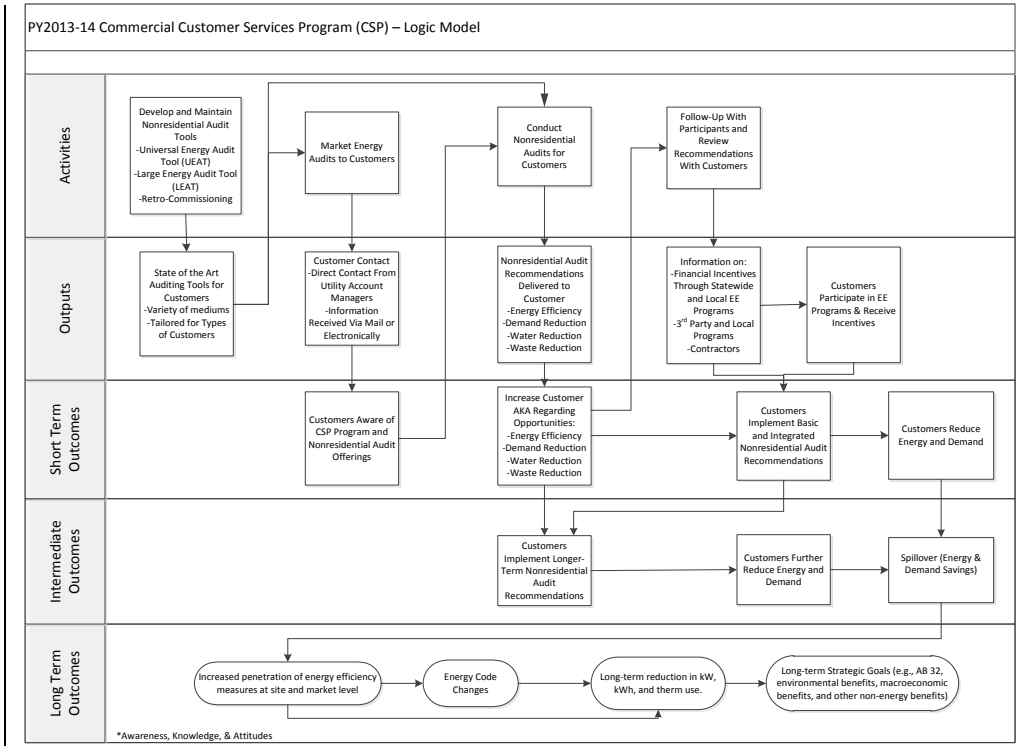 PY2013-14 Commercial Customer Services Program (CSP) – Logic Model
Activities
Develop and Maintain
Nonresidential Audit
Tools
-Universal Energy Audit
Tool (UEAT)
-Large Energy Audit Tool
(LEAT)
-Retro-Commissioning
Market Energy
Audits to Customers
Conduct
Nonresidential
Audits for
Customers
Follow-Up With
Participants and
Review
Recommendations
With Customers
Outputs
State of the Art
Auditing Tools for
Customers
-Variety of mediums
-Tailored for Types
of Customers
Customer Contact
-Direct Contact From
Utility Account
Managers
-Information
Received Via Mail or
Electronically
Nonresidential Audit
Recommendations
Delivered to
Customer
-Energy Efficiency
-Demand Reduction
-Water Reduction
-Waste Reduction
Information on:
-Financial Incentives
Through Statewide
and Local EE
Programs
-3rd Party and Local
Programs
-Contractors
Customers
Participate in EE
Programs & Receive
Incentives
Short Term
Outcomes
Customers Aware of
CSP Program and
Nonresidential Audit
Offerings
Increase Customer
AKA Regarding
Opportunities:
-Energy Efficiency
-Demand Reduction
-Water Reduction
-Waste Reduction
Customers
Implement Basic
and Integrated
Nonresidential Audit
Recommendations
Customers Reduce
Energy and Demand
Intermediate
Outcomes
Customers
Implement Longer-
Term Nonresidential
Audit
Recommendations
Customers Further
Reduce Energy and
Demand
Spillover (Energy &
Demand Savings)
Long Term
Outcomes
Increased penetration of energy efficiency
measures at site and market level
Energy Code
Changes
Long-term reduction in kW,
kWh, and therm use.
Long-term Strategic Goals (e.g., AB 32,
environmental benefits, macroeconomic
benefits, and other non-energy benefits)
*Awareness, Knowledge, & Attitudes